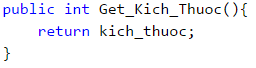 public int Get_Kich_Thuoc(){
    return kich_thuoc;
}